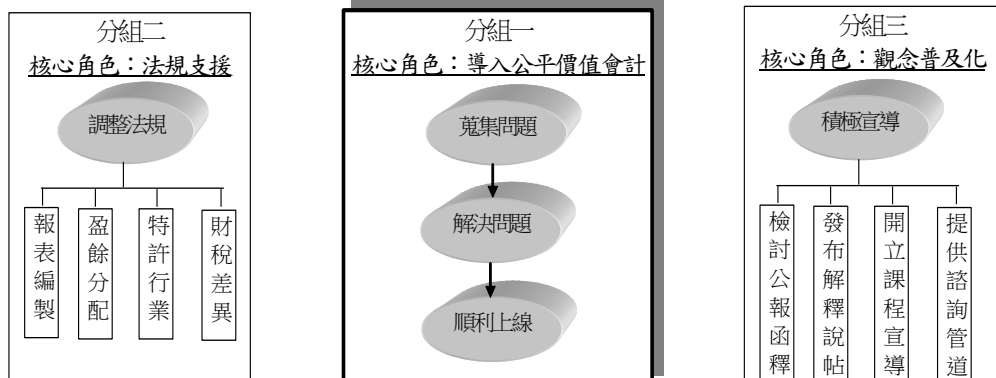 分組二
核心角色：法規支援
調整法規
報表編製
盈餘分配
特許行業
財稅差異
分組一
核心角色：導入公平價值會計
蒐集問題
解決問題
順利上線
分組三
核心角色：觀念普及化
積極宣導
檢討公報函釋
發布解釋說帖
開立課程宣導
提供諮詢管道